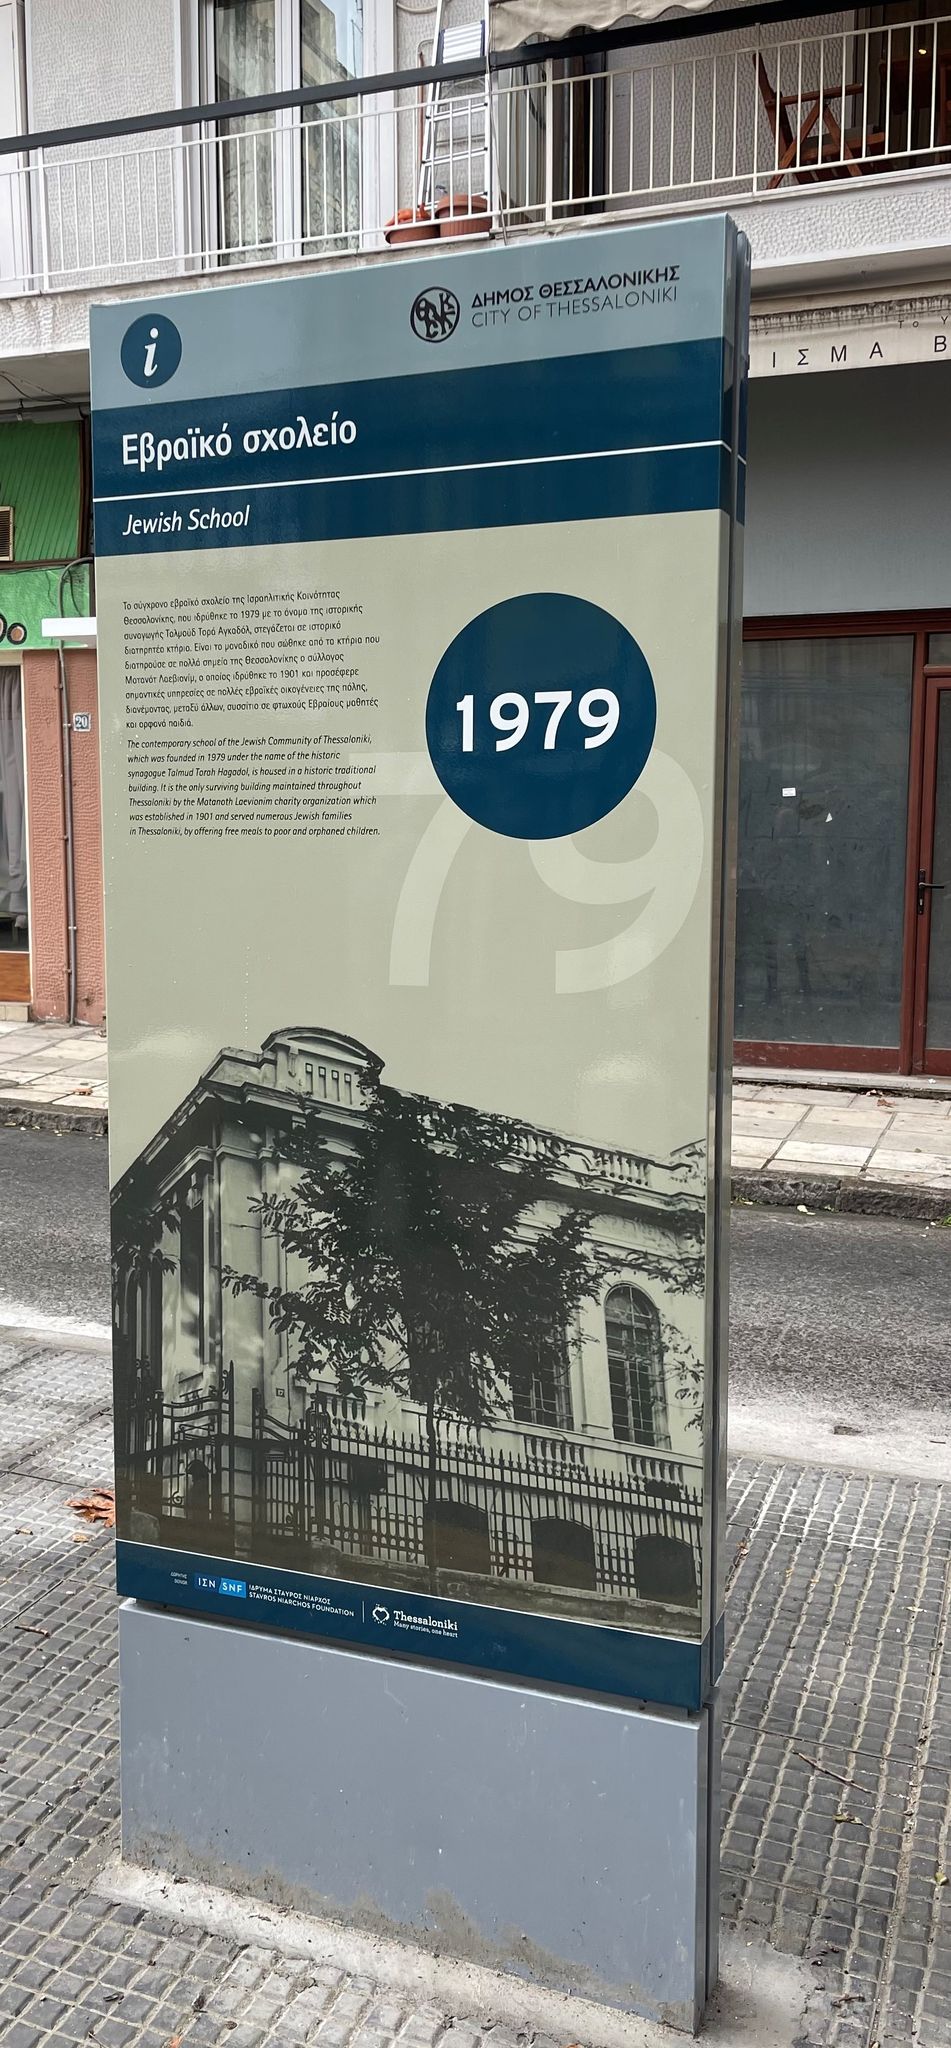 i
ΔΗΜΟΣ ΘΕΣΣΑΛΟΝΙΚΗΣ
CITY OF THESSALONIKI
Εβραϊκό σχολείο
Jewish School
Το σύγχρονο εβραϊκό σχολείο της Ισραηλιτικής Κοινότητας
Θεσσαλονίκης, που ιδρύθηκε το 1979 με το όνομα της ιστορικής
συναγωγής Ταλμούδ Τορά Αγκαδόλ, στεγάζεται σε ιστορικό
διατηρητέο κτήριο. Είναι το μοναδικό που σώθηκε από τα κτήρια που
διατηρούσε σε πολλά σημεία της Θεσσαλονίκης ο σύλλογος
Ματανότ Λαεβιονίμ, ο οποίος ιδρύθηκε το 1901 και προσέφερε
σημαντικές υπηρεσίες σε πολλές εβραϊκές οικογένειες της πόλης,
διανέμοντας, μεταξύ άλλων, συσσίτιο σε φτωχούς Εβραίους μαθητές
και ορφανά παιδιά.
The contemporary school of the Jewish Community of Thessaloniki,
which was founded in 1979 under the name of the historic
synagogue Talmud Torah Hagadol, is housed in a historic traditional
building. It is the only surviving building maintained throughout
Thessaloniki by the Matanoth Laevionim charity organization which
was established in 1901 and served numerous Jewish families
in Thessaloniki, by offering free meals to poor and orphaned children.
1979
79
ΔΩΡΗΤΗΣ
DONOR
ΙΣΝ SNF
ΙΔΡΥΜΑ ΣΤΑΥΡΟΣ ΝΙΑΡΧΟΣ
STAVROS NIARCHOS FOUNDATION
Thessaloniki
Many stories, one heart
20
ΙΣΜΑ Β